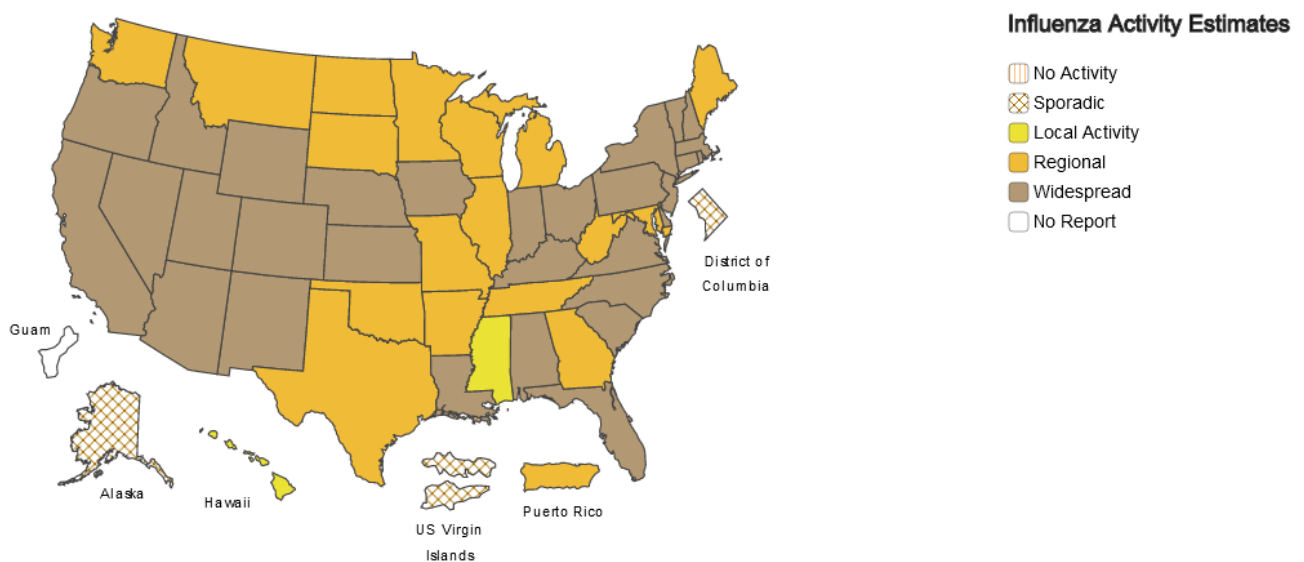 Influenza Activity Estimates
No Activity
Sporadic
Local Activity
Regional
Widespread
No Report
District of
Columbia
Guam
Alaska
Hawaii
US Virgin
Islands
Puerto Rico